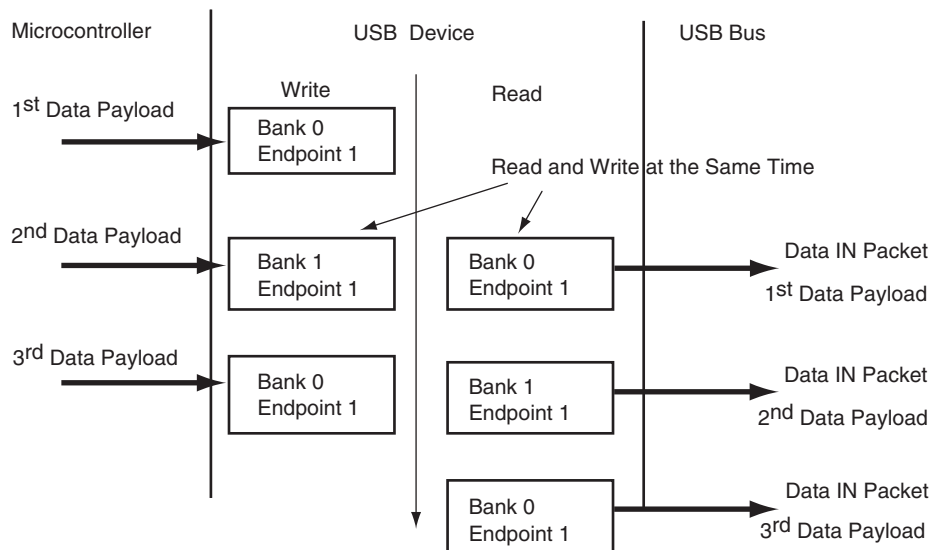 Microcontroller
USB Device
USB Bus
Write
Read
1st Data Payload
Bank 0
Endpoint 1
Read and Write at the Same Time
2nd Data Payload
Bank 1
Endpoint 1
Bank 0
Endpoint 1
Data IN Packet
1st Data Payload
3rd Data Payload
Bank 0
Endpoint 1
Bank 1
Endpoint 1
Data IN Packet
2nd Data Payload
Bank 0
Endpoint 1
Data IN Packet
3rd Data Payload